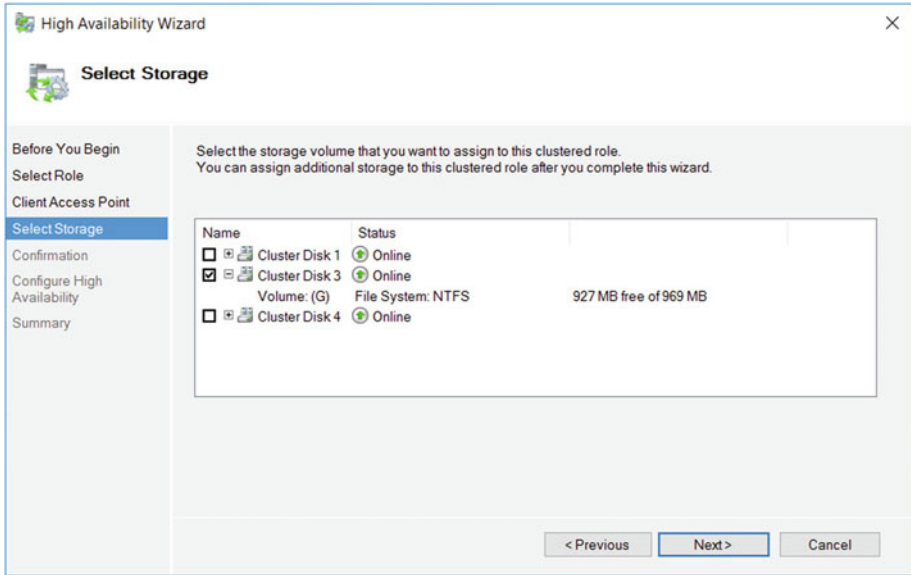 High Availability Wizard
Select Storage
Before You Begin
Select Role
Client Access Point
Select Storage
Confirmation
Configure High
Availability
Summary
Select the storage volume that you want to assign to this clustered role.
You can assign additional storage to this clustered role after you complete this wizard.
Name Status
Cluster Disk 1 Online
Cluster Disk 3 Online
Volume: (G) File System: NTFS 927 MB free of 969 MB
Cluster Disk 4 Online
< Previous Next > Cancel